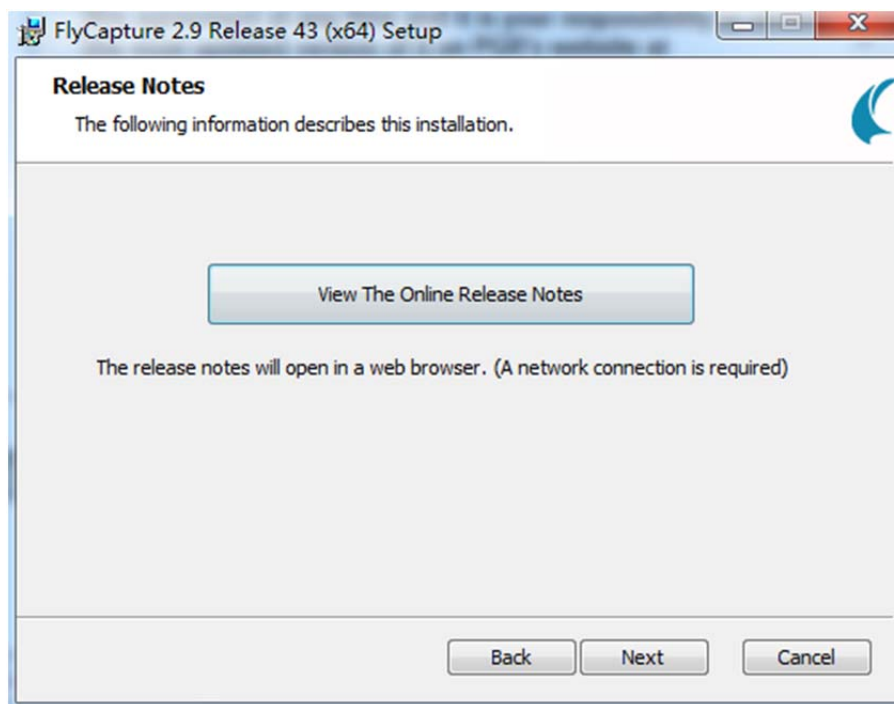 FlyCapture 2.9 Release 43 (x64) Setup
Release Notes
The following information describes this installation.
View The Online Release Notes
The release notes will open in a web browser. (A network connection is required)
Back Next Cancel